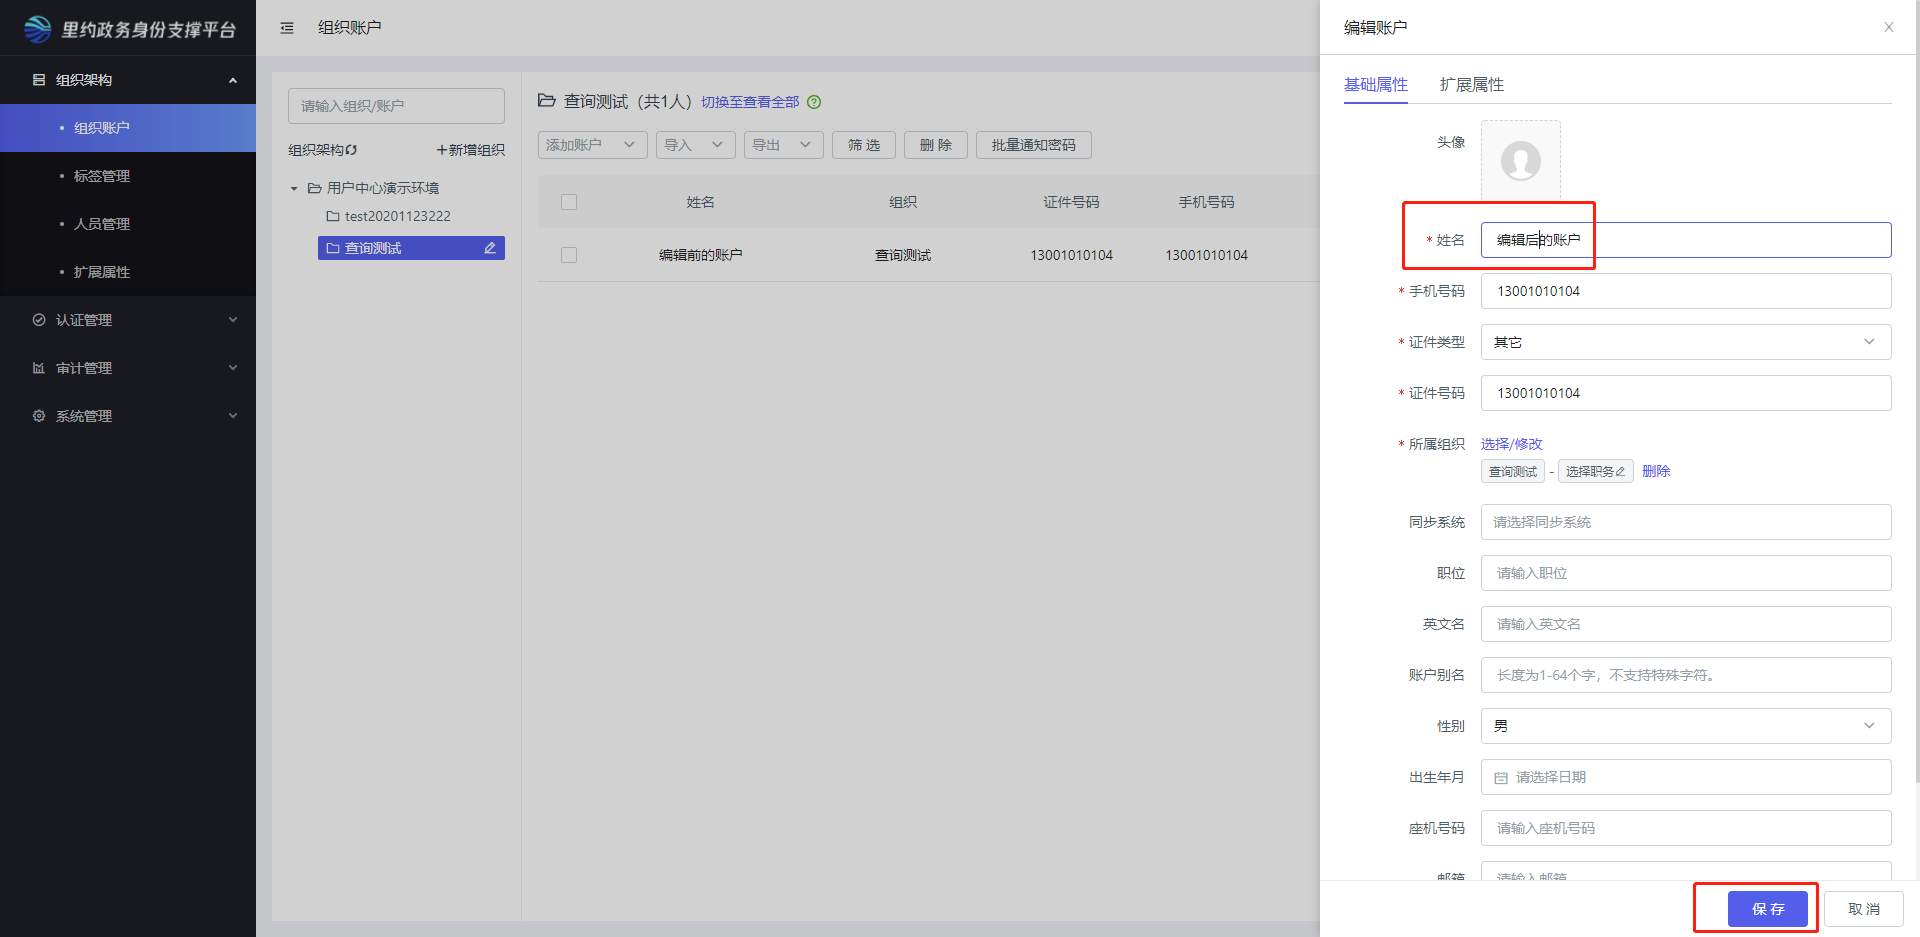 里约政务身份支撑平台
组织架构
组织账户
标签管理
人员管理
扩展属性
认证管理
审计管理
系统管理
组织账户
请输入组织/账户
组织架构
新增组织
用户中心演示环境
test20201123222
查询测试
查询测试（共1人） 切换至查看全部
添加账户 导入 导出 筛 选 删 除 批量通知密码
姓名 组织 证件号码 手机号码
编辑前的账户 查询测试 13001010104 13001010104
编辑账户
基础属性 扩展属性
头像
* 姓名 编辑后的账户
* 手机号码 13001010104
* 证件类型 其它
* 证件号码 13001010104
* 所属组织 选择/修改
查询测试 - 选择职务 删除
同步系统 请选择同步系统
职位 请输入职位
英文名 请输入英文名
账户别名 长度为1-64个字，不支持特殊字符。
性别 男
出生年月 请选择日期
座机号码 请输入座机号码
邮箱 请输入邮箱
保 存 取 消